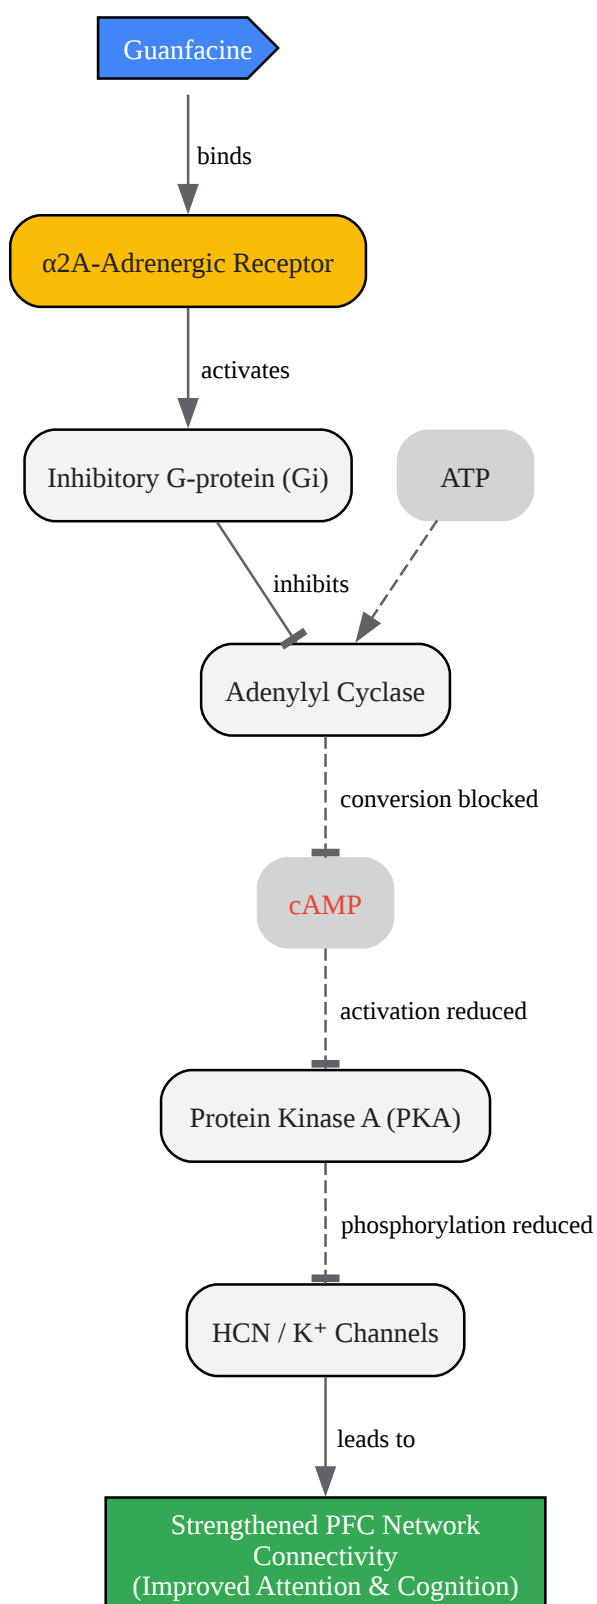 Guanfacine
binds
α2A-Adrenergic Receptor
activates
Inhibitory G-protein (Gi)
ATP
inhibits
Adenylyl Cyclase
conversion blocked
cAMP
activation reduced
Protein Kinase A (PKA)
phosphorylation reduced
HCN / K⁺ Channels
leads to
Strengthened PFC Network
Connectivity
(Improved Attention & Cognition)